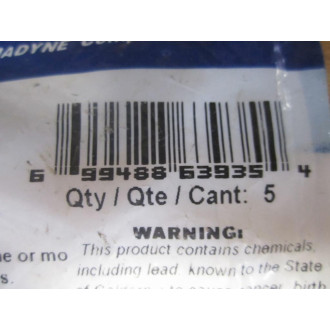 6 99488 63935 4
Qty / Qte / Cant: 5
WARNING:
This product contains chemicals,
including lead known to the State
or mo